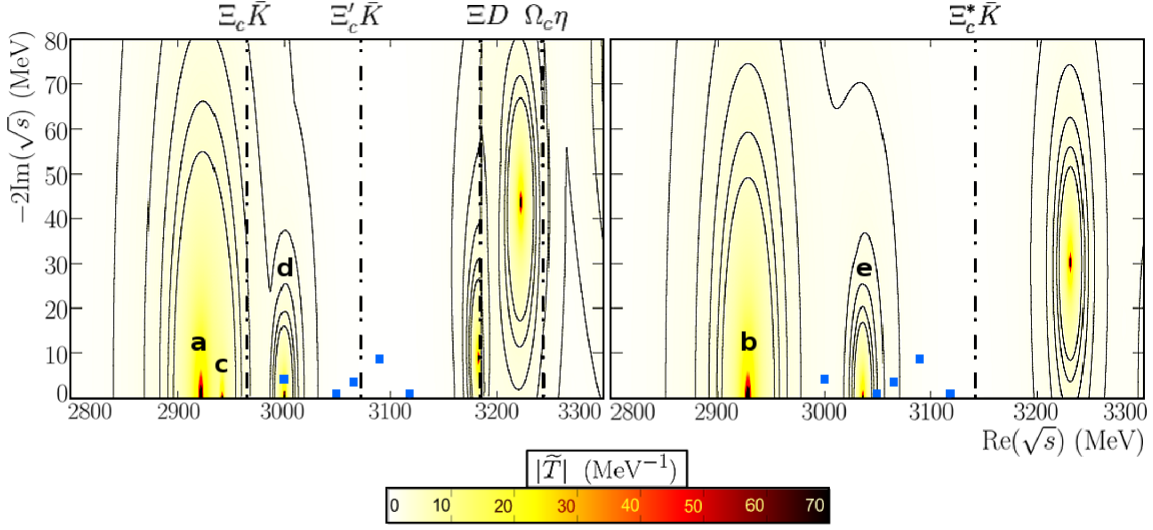 Ξ_c K̄ Ξ'_c K̄ ΞD Ω_c η Ξ*_c K̄
−2Im(√s) (MeV)
80
70
60
50
40
30
20
10
0
d e
a b
c
2800 2900 3000 3100 3200 3300 2800 2900 3000 3100 3200 3300
Re(√s) (MeV)
|T̃| (MeV⁻¹)
0 10 20 30 40 50 60 70